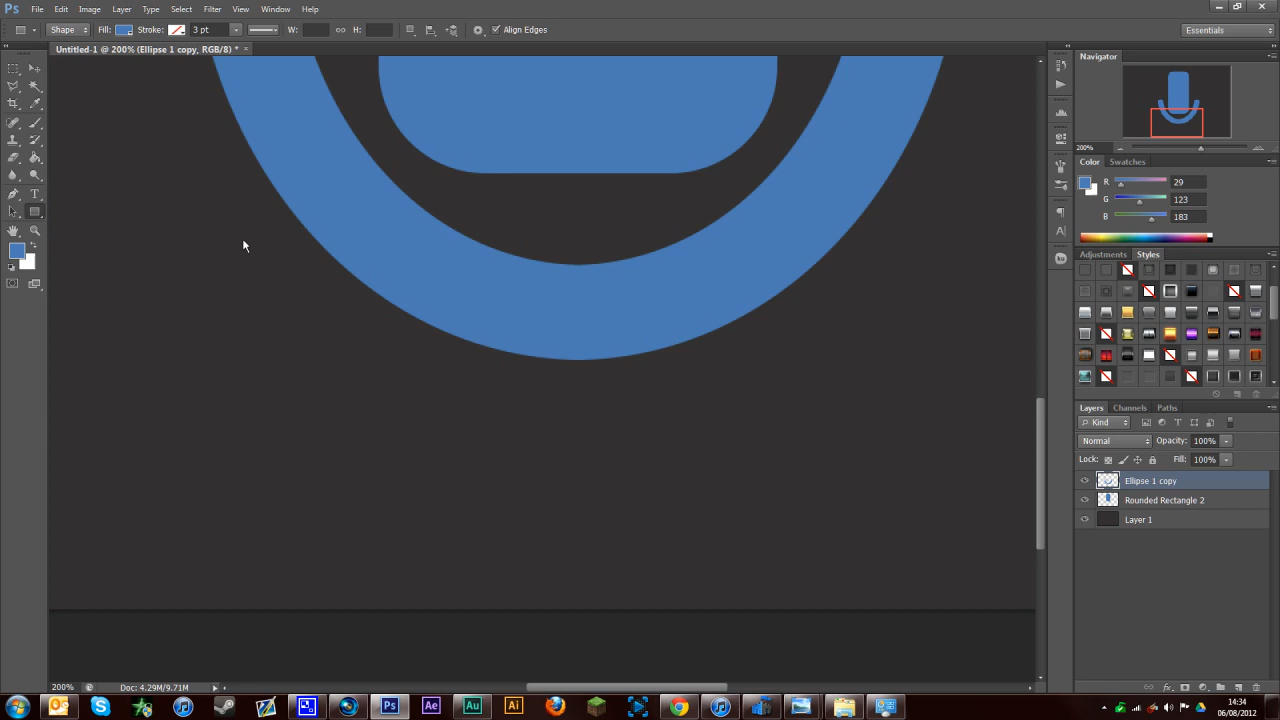 Ps File Edit Image Layer Type Select Filter View Window Help
Shape Fill: Stroke: 3 pt W: H: Align Edges Essentials
Untitled-1 @ 200% (Ellipse 1 copy, RGB/8) * ×
Navigator
200%
Color Swatches
R 29
G 123
B 183
Adjustments Styles
Layers Channels Paths
Kind
Normal Opacity: 100%
Lock: Fill: 100%
Ellipse 1 copy
Rounded Rectangle 2
Layer 1
200% Doc: 4.29M/9.71M
Ps Ae Au Ai
14:34
06/08/2012